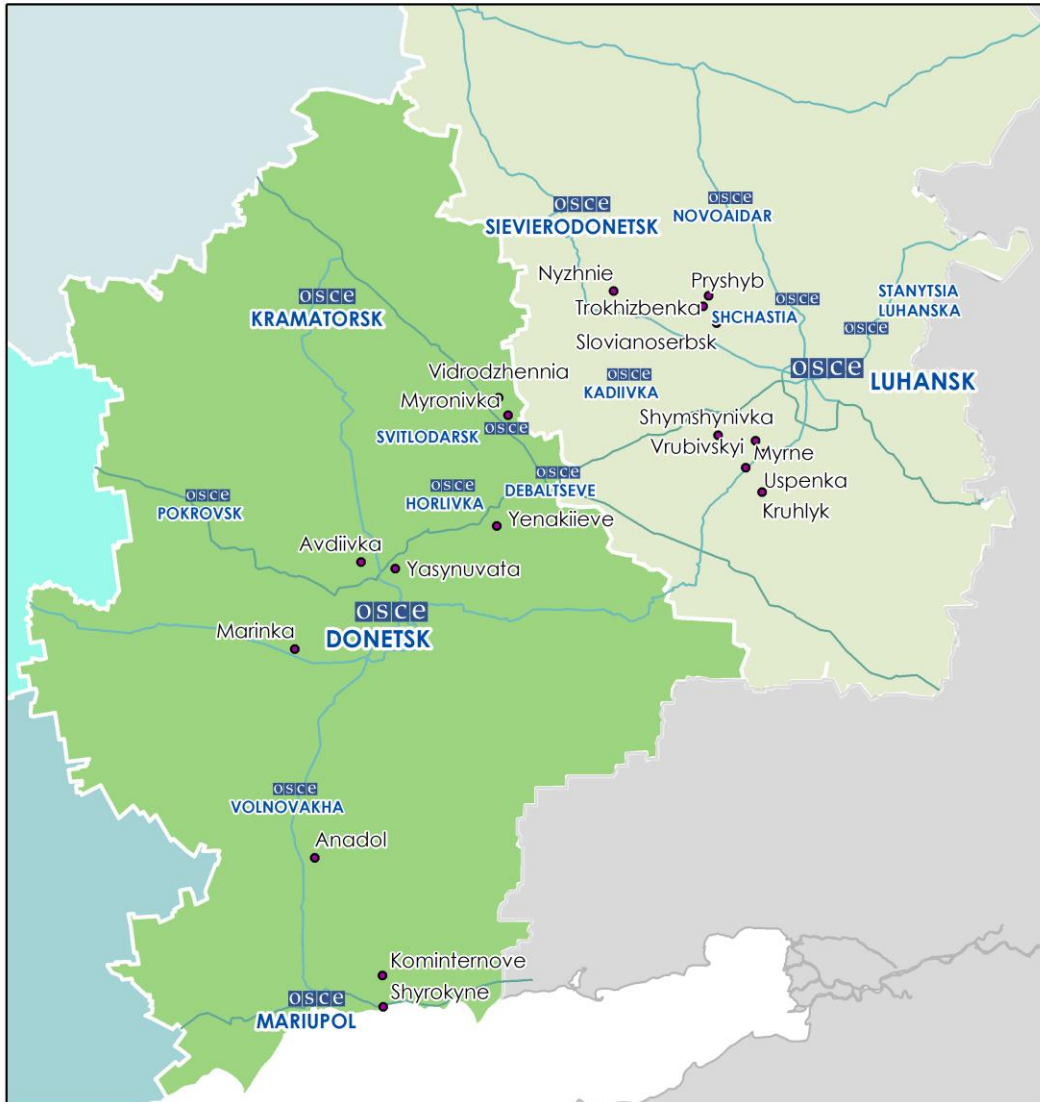 osce
NOVOAIDAR
osce
SIEVIERODONETSK
Nyzhnie
Pryshyb
Trokhizbenka
osce
SHCHASTIA
STANYTSIA
LUHANSKA
osce
osce
KRAMATORSK
Slovianoserbsk
osce
LUHANSK
Vidrodzhennia
osce
KADIIVKA
Myronivka
Shymshynivka
SVITLODARSK
osce
Vrubivskyi
Myrne
osce
DEBALTSEVE
Uspenka
osce
HORLIVKA
osce
POKROVSK
Kruhlyk
Yenakiieve
Avdiivka
Yasynuvata
osce
DONETSK
Marinka
osce
VOLNOVAKHA
Anadol
Kominternove
Shyrokyne
osce
MARIUPOL